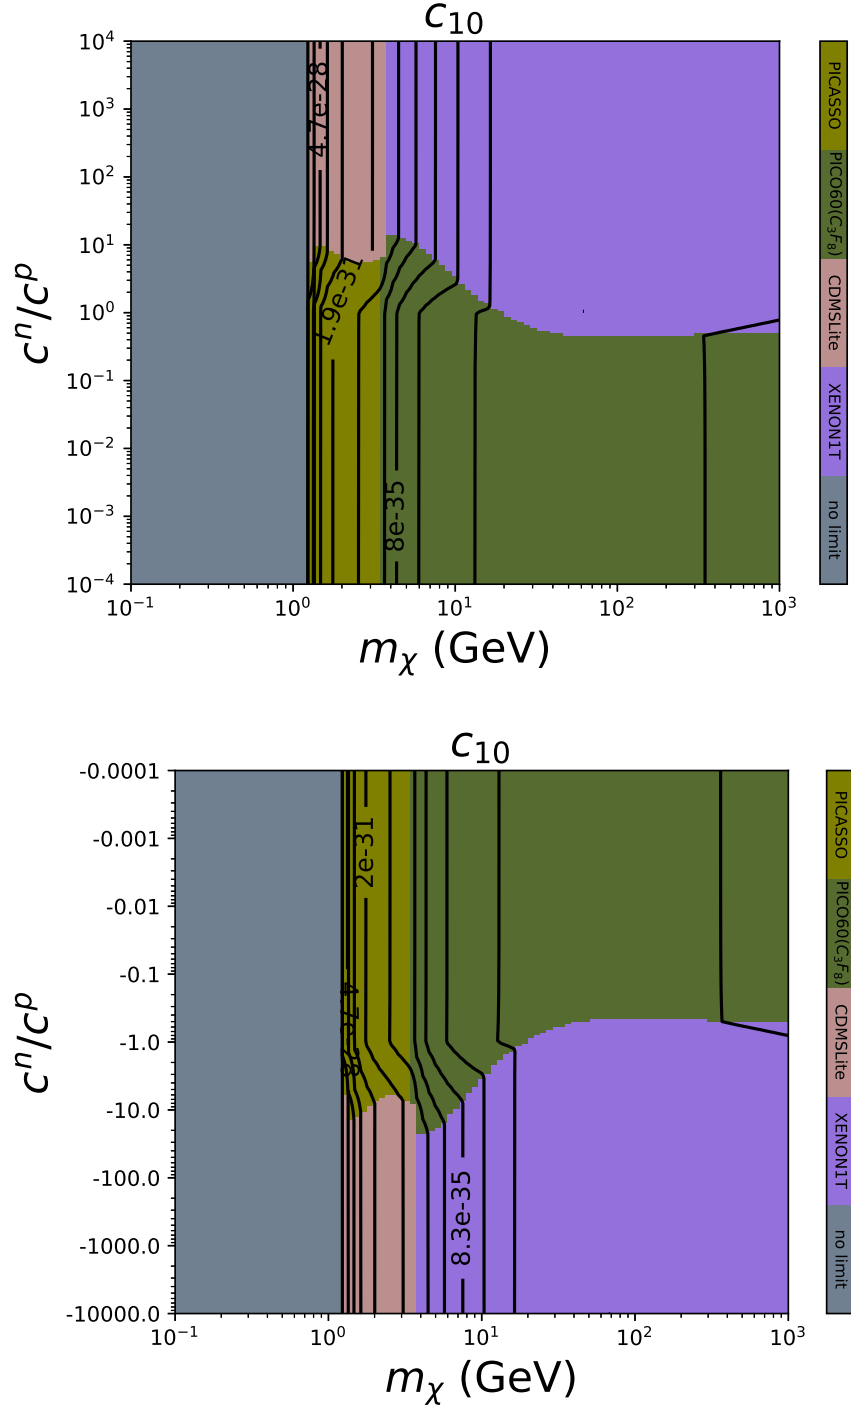 c10
10^4
10^3
10^2
10^1
10^0
10^−1
10^−2
10^−3
10^−4
c^n/c^p
4.7e-28
1.9e-31
8e-35
10^−1
10^0
10^1
10^2
10^3
m_χ (GeV)
PICASSO
PICO60(C3F8)
CDMSLite
XENON1T
no limit
c10
-0.0001
-0.001
-0.01
-0.1
-1.0
-10.0
-100.0
-1000.0
-10000.0
c^n/c^p
2e-31
4.7e-28
8.3e-35
10^−1
10^0
10^1
10^2
10^3
m_χ (GeV)
PICASSO
PICO60(C3F8)
CDMSLite
XENON1T
no limit